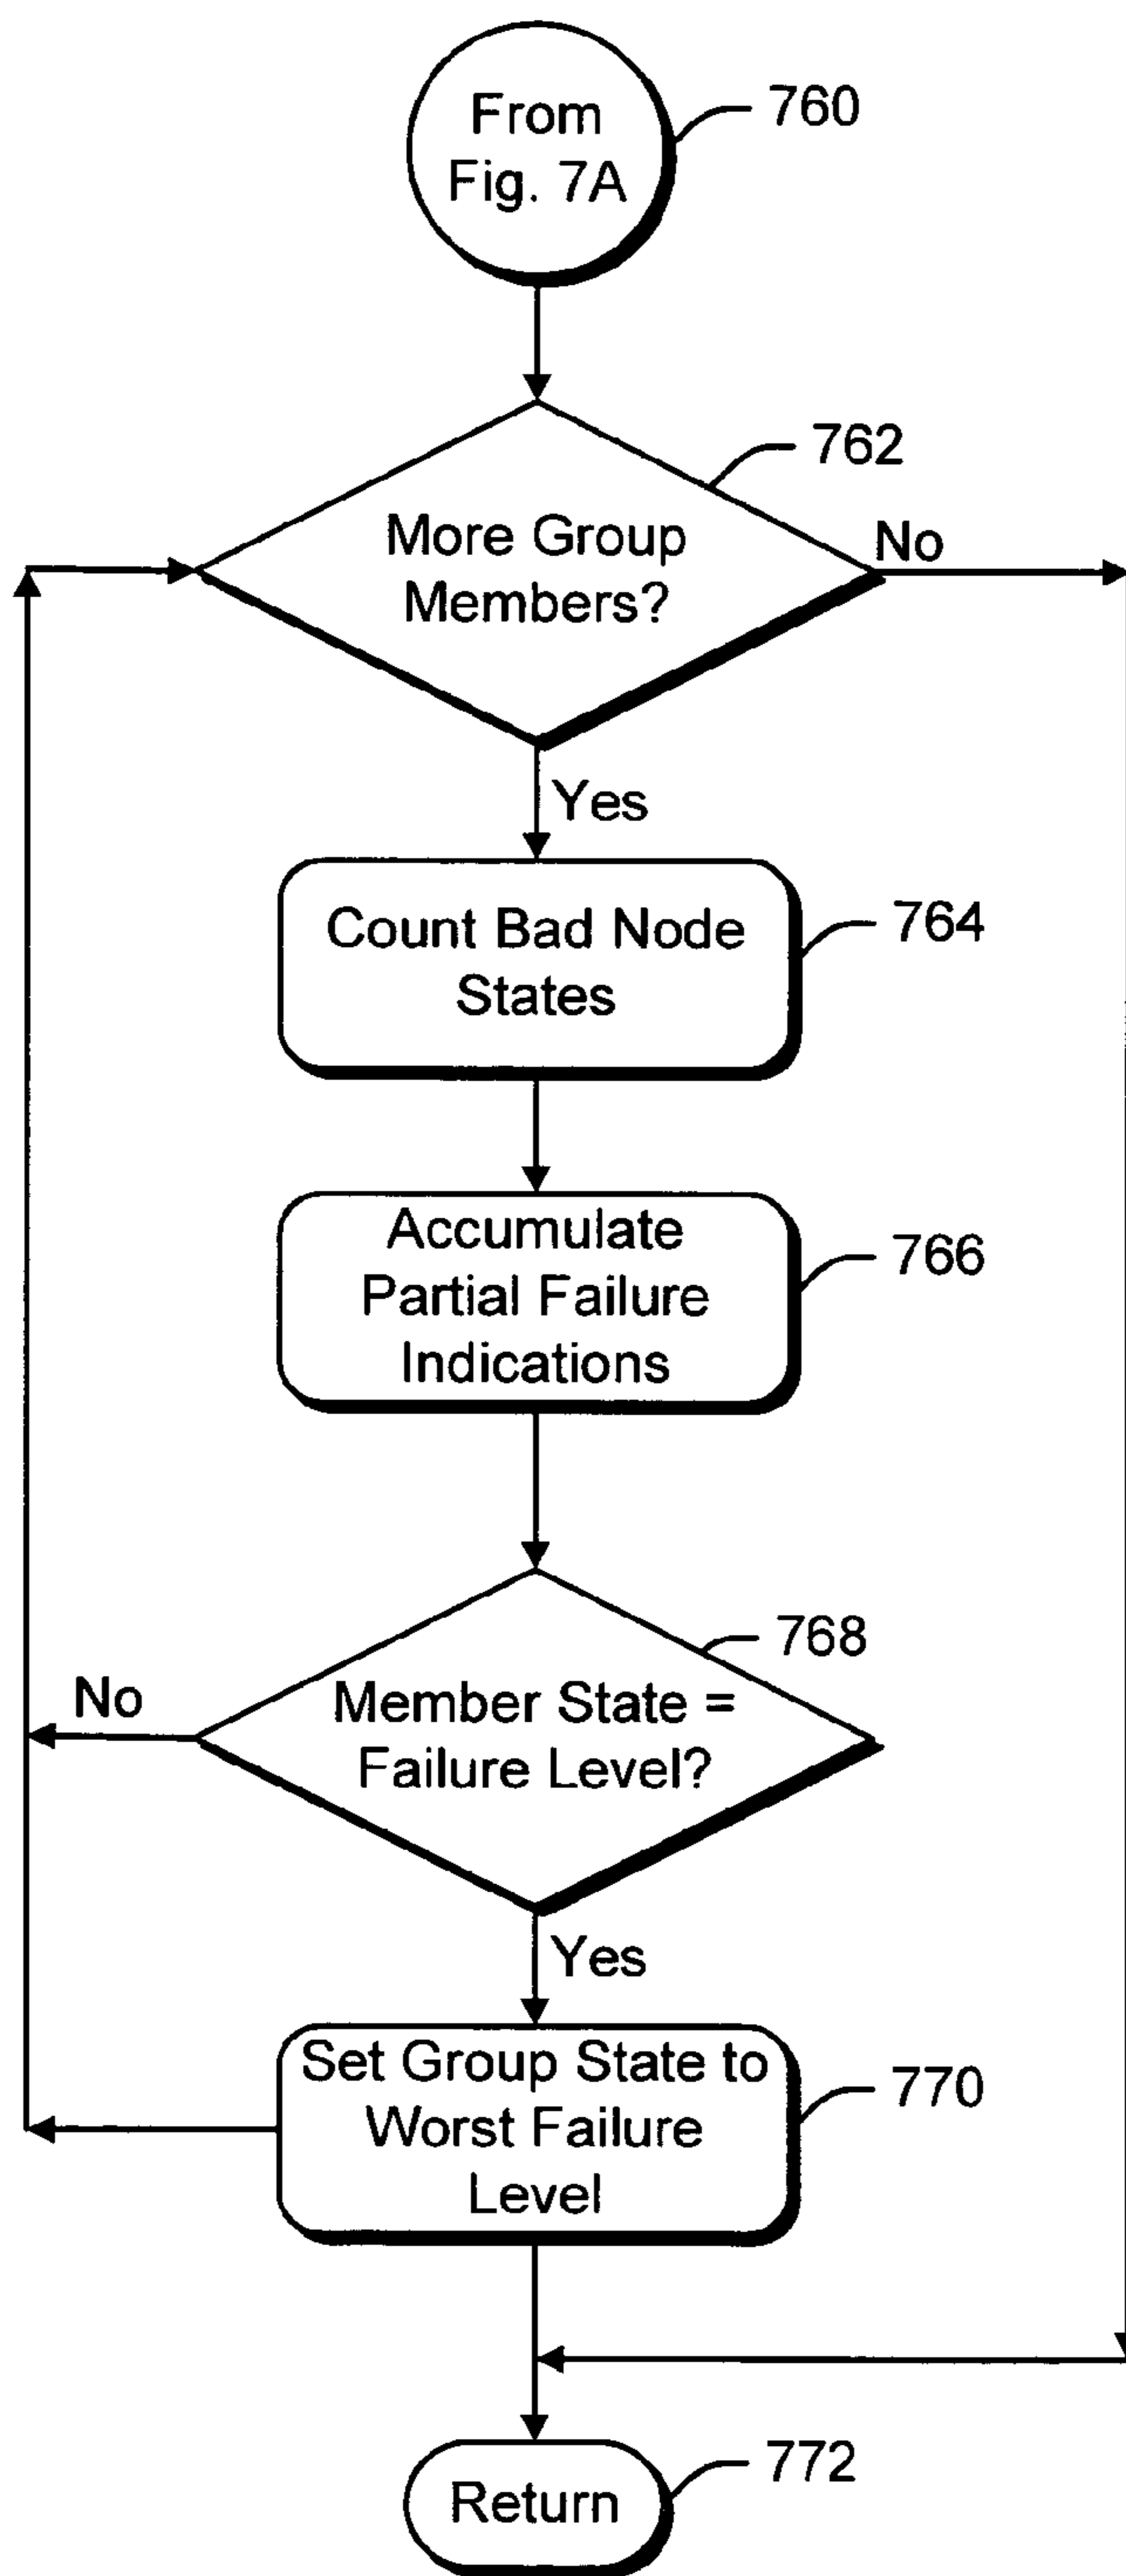 From
Fig. 7A
760
762
More Group
Members?
No
Yes
Count Bad Node
States
764
Accumulate
Partial Failure
Indications
766
768
Member State =
Failure Level?
No
Yes
Set Group State to
Worst Failure
Level
770
Return
772